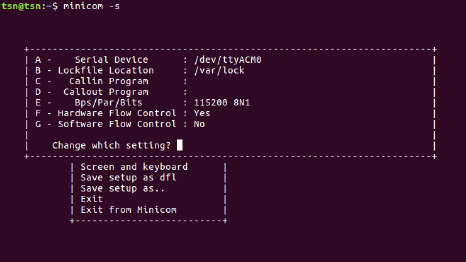 tsn@tsn:~$ minicom -s
+-----------------------------------------------------------------------+
| A -    Serial Device      : /dev/ttyACM0                              |
| B - Lockfile Location     : /var/lock                                 |
| C -   Callin Program      :                                           |
| D -  Callout Program      :                                           |
| E -    Bps/Par/Bits       : 115200 8N1                                |
| F - Hardware Flow Control : Yes                                       |
| G - Software Flow Control : No                                        |
|                                                                       |
|    Change which setting?                                              |
+-----------------------------------------------------------------------+
| Screen and keyboard      |
| Save setup as dfl        |
| Save setup as..          |
| Exit                     |
| Exit from Minicom        |
+--------------------------+